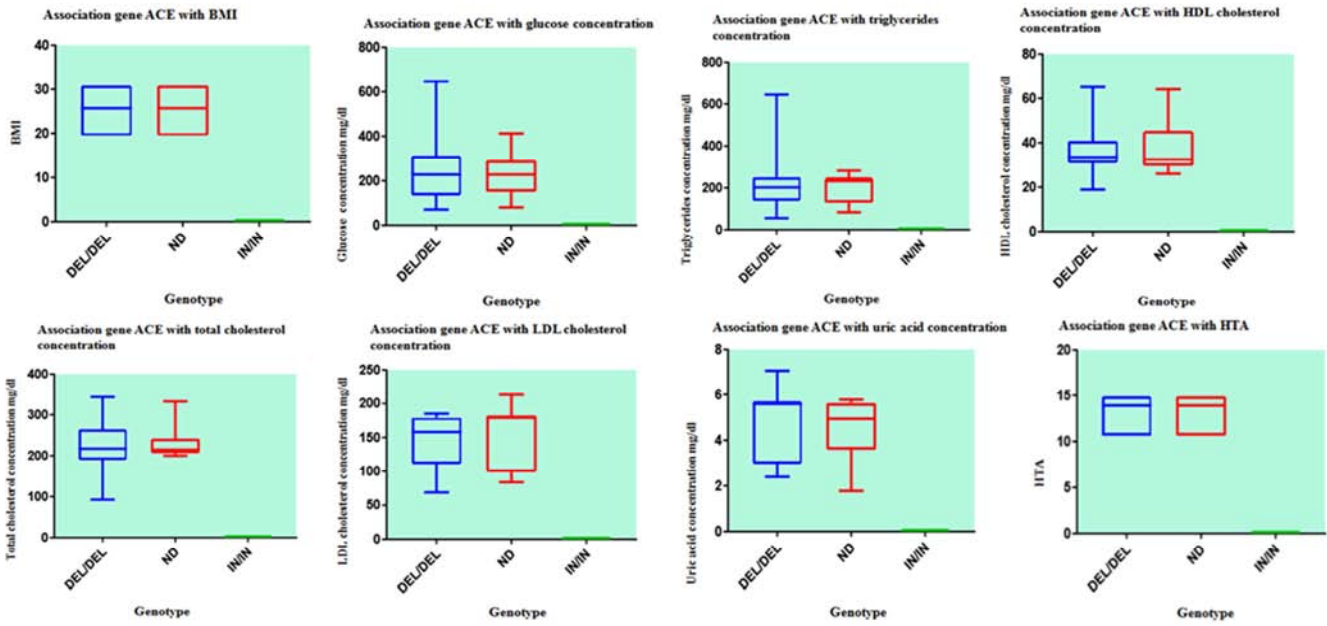 Association gene ACE with BMI
40
30
20
10
0
BMI
DEL/DEL
ND
IN/IN
Genotype
Association gene ACE with glucose concentration
800
600
400
200
0
Glucose concentration mg/dl
DEL/DEL
ND
IN/IN
Genotype
Association gene ACE with triglycerides
concentration
800
600
400
200
0
Triglycerides concentration mg/dl
DEL/DEL
ND
IN/IN
Genotype
Association gene ACE with HDL cholesterol
concentration
80
60
40
20
0
HDL cholesterol concentration mg/dl
DEL/DEL
ND
IN/IN
Genotype
Association gene ACE with total cholesterol
concentration
400
300
200
100
0
Total cholesterol concentration mg/dl
DEL/DEL
ND
IN/IN
Genotype
Association gene ACE with LDL cholesterol
concentration
250
200
150
100
50
0
LDL cholesterol concentration mg/dl
DEL/DEL
ND
IN/IN
Genotype
Association gene ACE with uric acid concentration
8
6
4
2
0
Uric acid concentration mg/dl
DEL/DEL
ND
IN/IN
Genotype
Association gene ACE with HTA
20
15
10
5
0
HTA
DEL/DEL
ND
IN/IN
Genotype